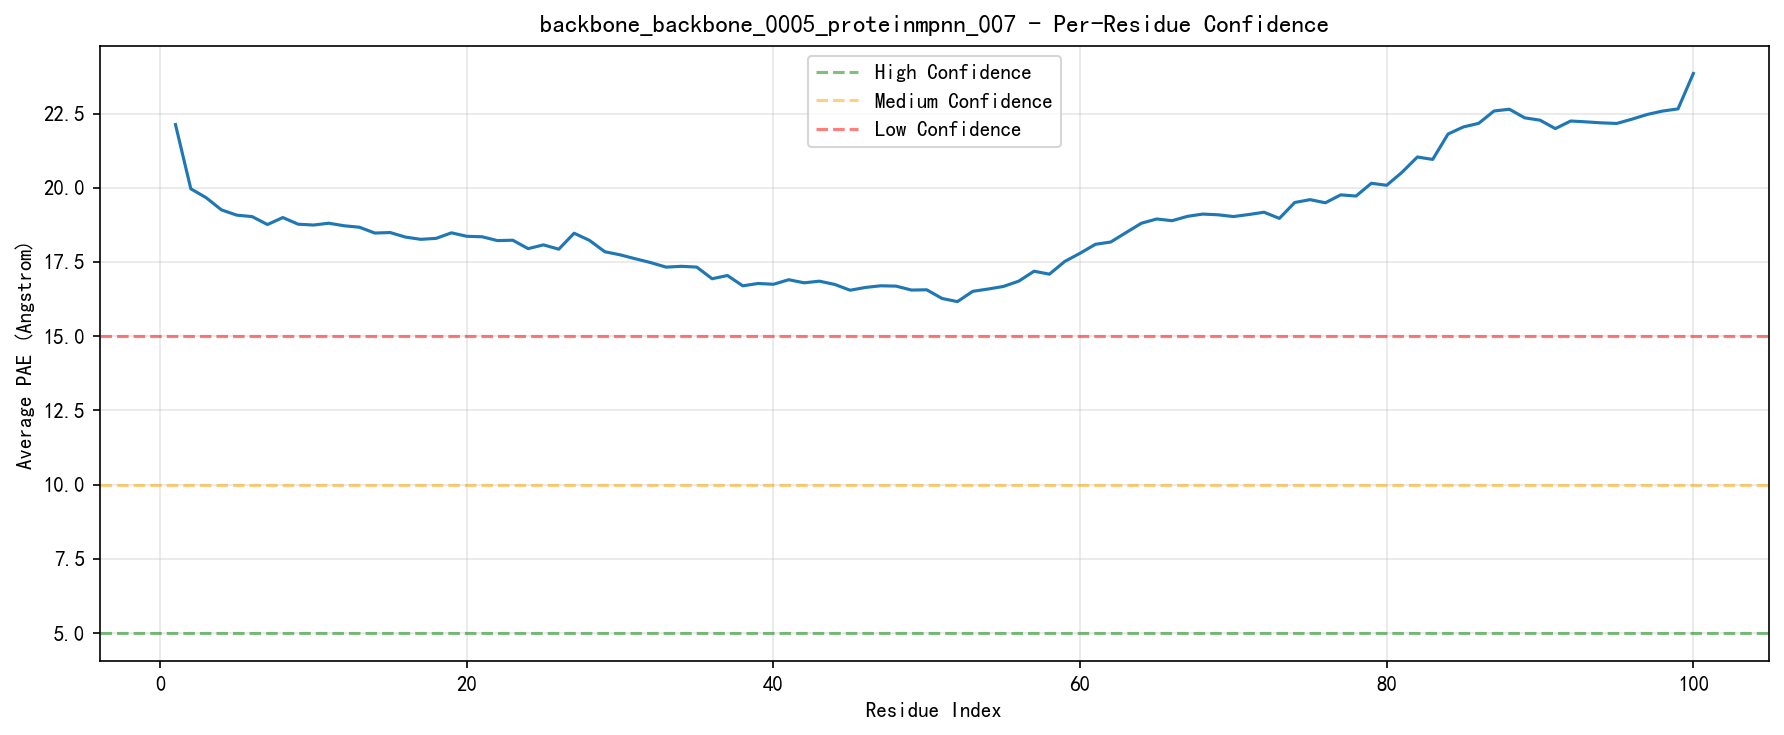 backbone_backbone_0005_proteinmpnn_007 - Per-Residue Confidence
High Confidence
Medium Confidence
Low Confidence
Average PAE (Angstrom)
22.5
20.0
17.5
15.0
12.5
10.0
7.5
5.0
0 20 40 60 80 100
Residue Index